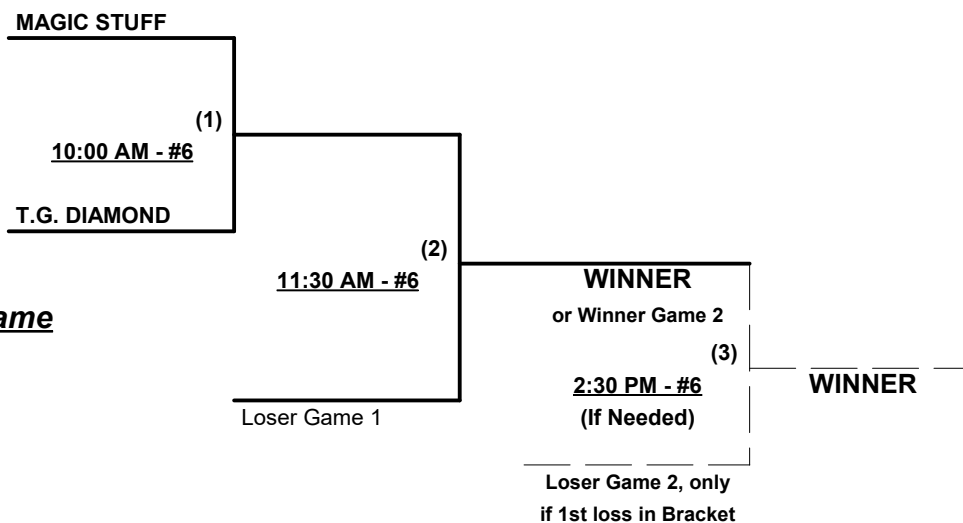 MAGIC STUFF
(1)
10:00 AM - #6
T.G. DIAMOND
(2)
11:30 AM - #6
WINNER
or Winner Game 2
(3)
2:30 PM - #6
WINNER
(If Needed)
Loser Game 1
Loser Game 2, only
if 1st loss in Bracket